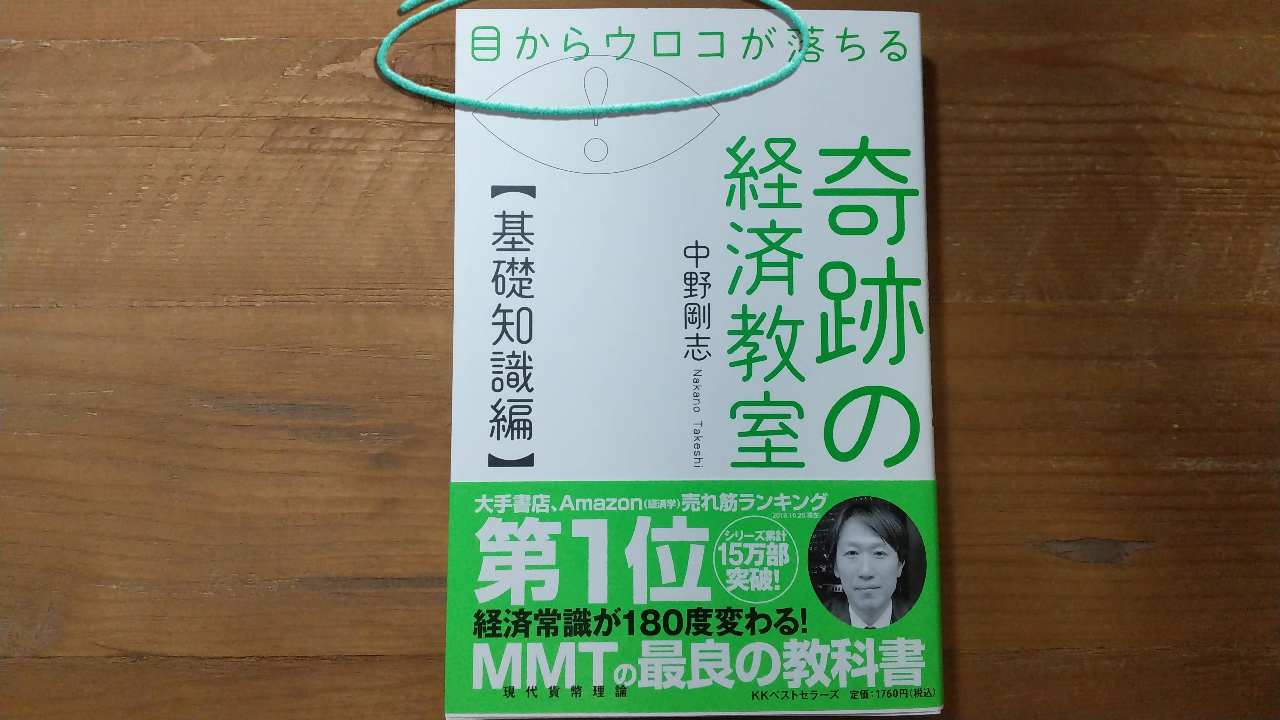 目からウロコが落ちる
奇跡の
経済教室
中野剛志
Nakano Takeshi
【基礎知識編】
大手書店、Amazon(経済学)売れ筋ランキング
2019.10.20.現在
第1位
シリーズ累計
15万部
突破!
経済常識が180度変わる!
MMTの最良の教科書
現代貨幣理論
KKベストセラーズ 定価:1760円(税込)